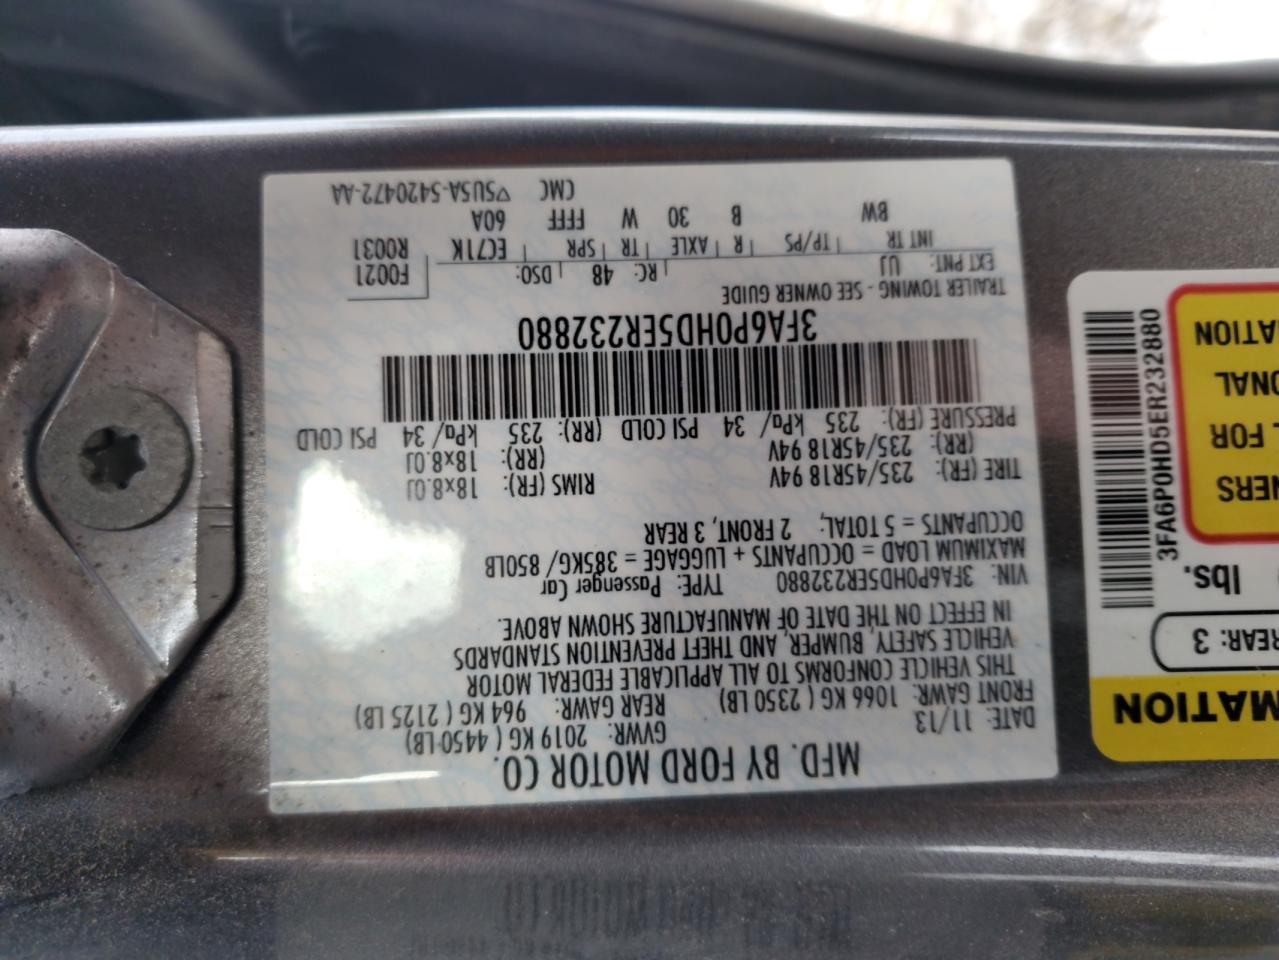 MFD. BY FORD MOTOR CO.
DATE: 11/13 GVWR: 2019 KG ( 4450 LB)
FRONT GAWR: 1066 KG ( 2350 LB) REAR GAWR: 964 KG ( 2125 LB)
THIS VEHICLE CONFORMS TO ALL APPLICABLE FEDERAL MOTOR
VEHICLE SAFETY, BUMPER, AND THEFT PREVENTION STANDARDS
IN EFFECT ON THE DATE OF MANUFACTURE SHOWN ABOVE.
VIN: 3FA6P0HD5ER232880 TYPE: Passenger Car
MAXIMUM LOAD = OCCUPANTS + LUGGAGE = 385KG/ 850LB
OCCUPANTS = 5 TOTAL; 2 FRONT, 3 REAR
TIRE (FR): 235/45R18 94V RIMS (FR): 18x8.0J
(RR): 235/45R18 94V (RR): 18x8.0J
PRESSURE (FR): 235 kPa/ 34 PSI COLD (RR): 235 kPa/ 34 PSI COLD
3FA6P0HD5ER232880
TRAILER TOWING - SEE OWNER GUIDE
F0021
R0031
EXT PNT: UJ RC: 48 DSO:
INT TR TP/PS R AXLE TR SPR EC71K
BW B 30 W FFFF 60A
CMC ▽5U5A-5420472-AA
MATION
REAR: 3
lbs.
NERS
FOR
ONAL
MATION
3FA6P0HD5ER232880